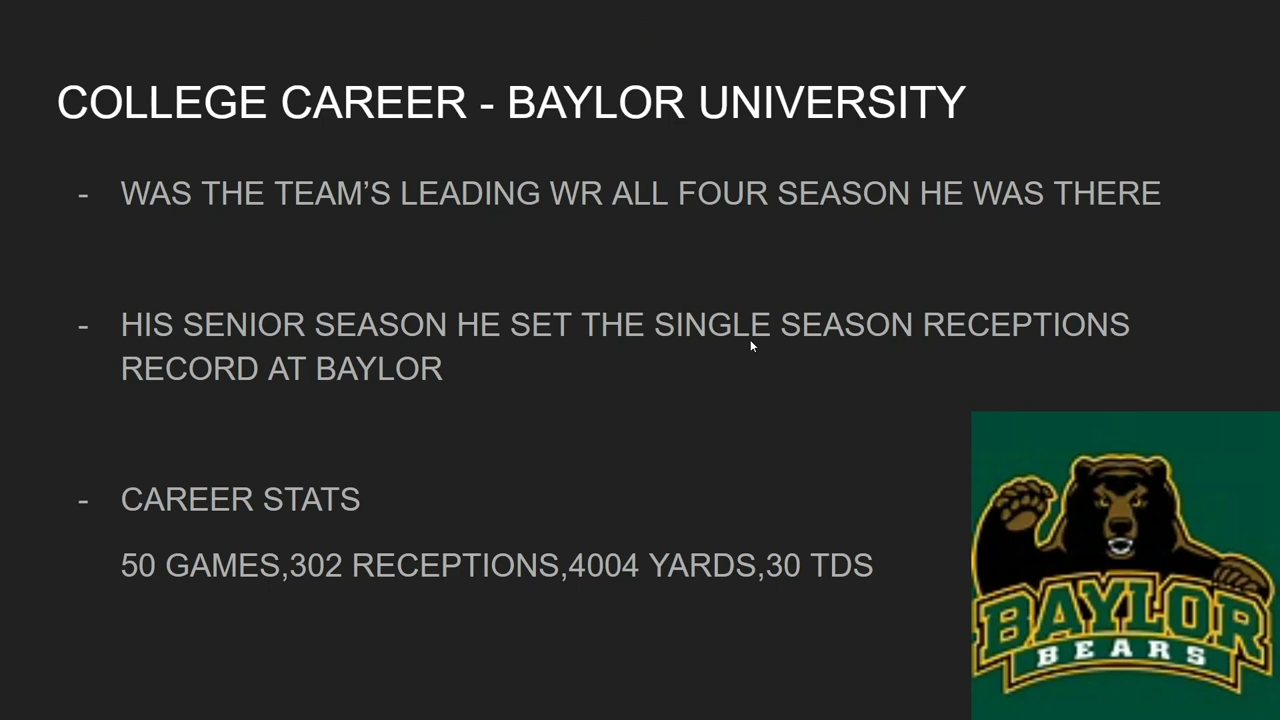 COLLEGE CAREER - BAYLOR UNIVERSITY
- WAS THE TEAM’S LEADING WR ALL FOUR SEASON HE WAS THERE
- HIS SENIOR SEASON HE SET THE SINGLE SEASON RECEPTIONS
RECORD AT BAYLOR
- CAREER STATS
50 GAMES,302 RECEPTIONS,4004 YARDS,30 TDS
BAYLOR
BEARS